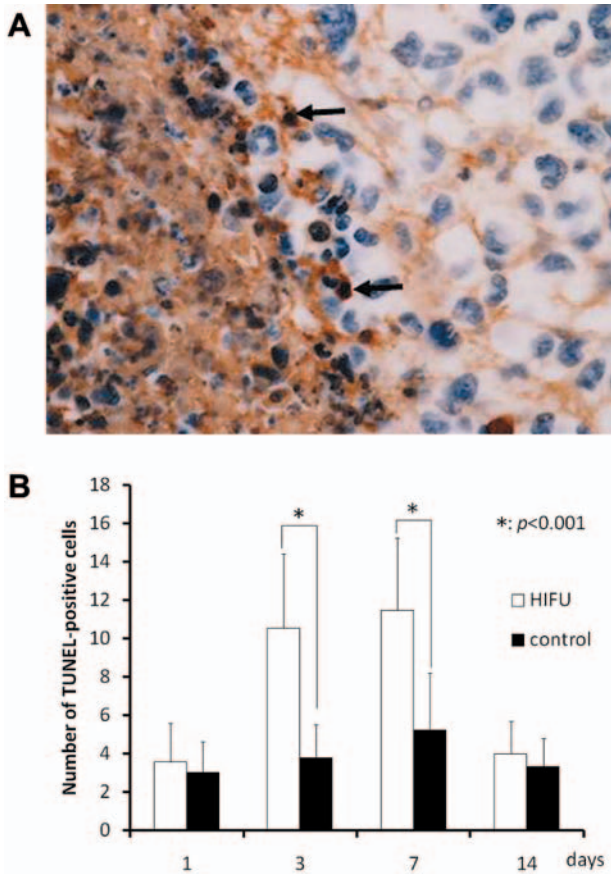 A
B
Number of TUNEL-positive cells
18
16
14
12
10
8
6
4
2
0
*
*
*: p<0.001
HIFU
control
1 3 7 14 days